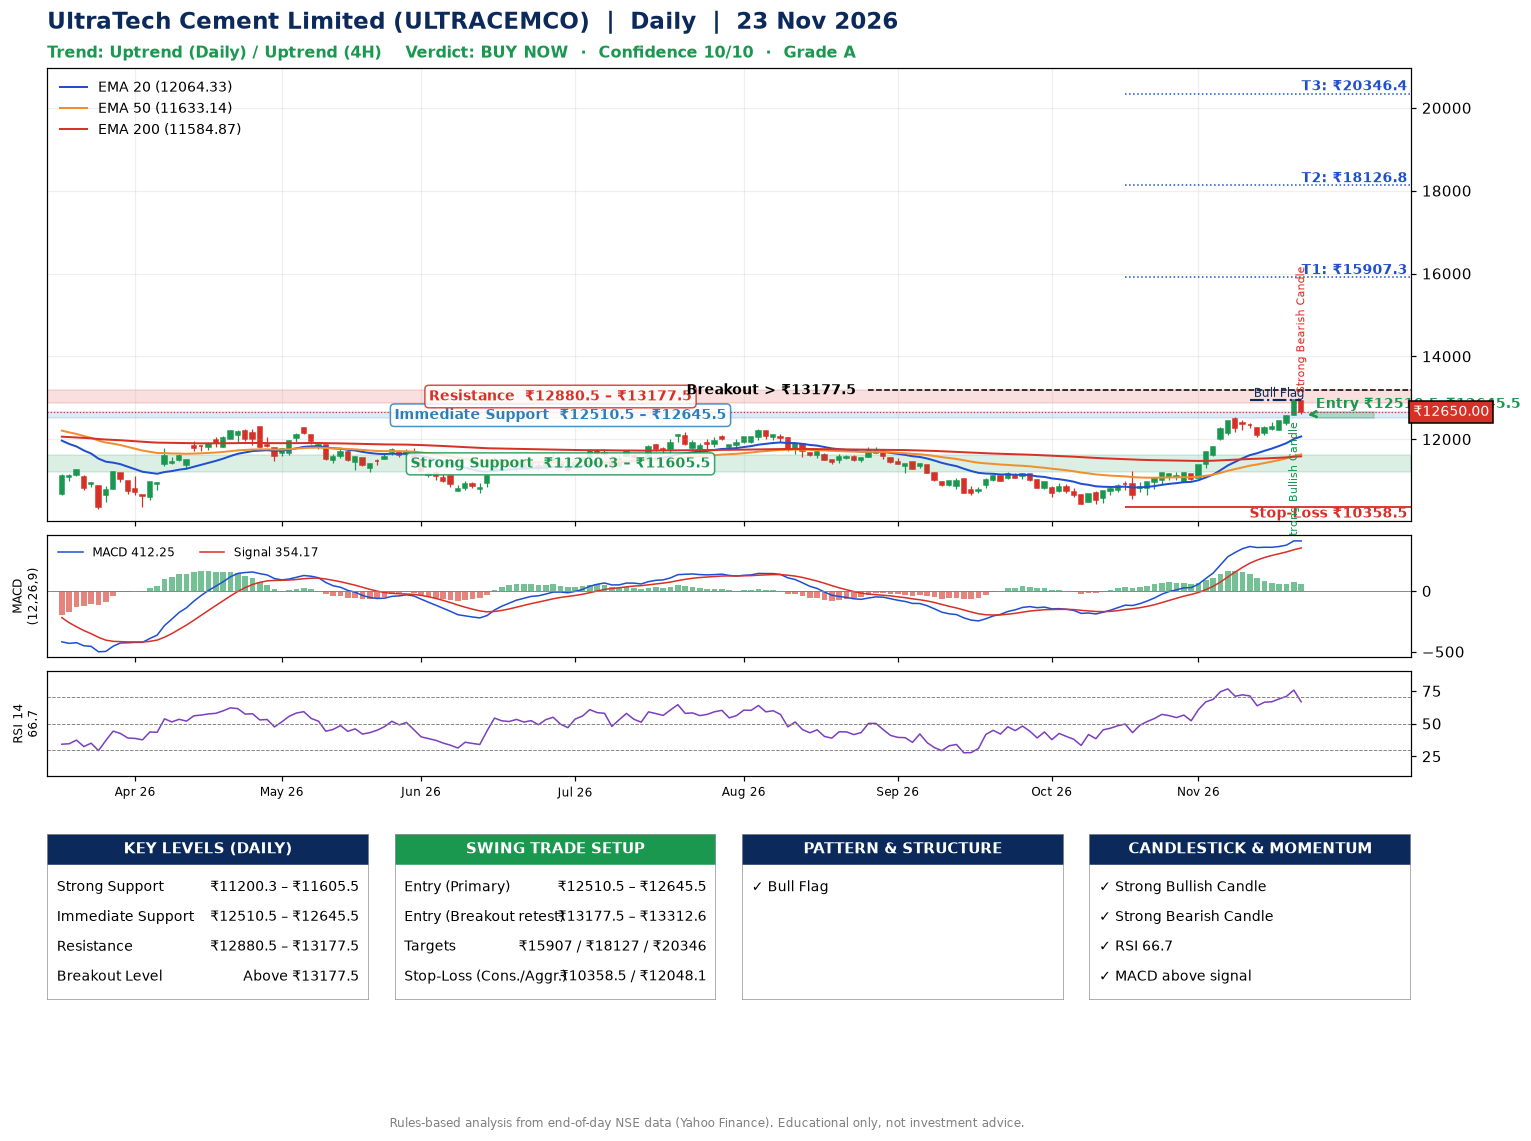 UltraTech Cement Limited (ULTRACEMCO)  |  Daily  |  23 Nov 2026
Trend: Uptrend (Daily) / Uptrend (4H)    Verdict: BUY NOW  ·  Confidence 10/10  ·  Grade A
EMA 20 (12064.33)
EMA 50 (11633.14)
EMA 200 (11584.87)
T3: ₹20346.4
T2: ₹18126.8
T1: ₹15907.3
Strong Bearish Candle
Breakout > ₹13177.5
Resistance  ₹12880.5 – ₹13177.5
Bull Flag
Immediate Support  ₹12510.5 – ₹12645.5
₹12650.00
Strong Support  ₹11200.3 – ₹11605.5
Strong Bullish Candle
Stop-Loss ₹10358.5
20000
18000
16000
14000
12000
MACD 412.25
Signal 354.17
MACD
(12,26,9)
0
−500
RSI 14
66.7
75
50
25
Apr 26
May 26
Jun 26
Jul 26
Aug 26
Sep 26
Oct 26
Nov 26
KEY LEVELS (DAILY)
Strong Support ₹11200.3 – ₹11605.5
Immediate Support ₹12510.5 – ₹12645.5
Resistance ₹12880.5 – ₹13177.5
Breakout Level Above ₹13177.5
SWING TRADE SETUP
Entry (Primary) ₹12510.5 – ₹12645.5
Entry (Breakout retest) ₹13177.5 – ₹13312.6
Targets ₹15907 / ₹18127 / ₹20346
Stop-Loss (Cons./Aggr.) ₹10358.5 / ₹12048.1
PATTERN & STRUCTURE
✓ Bull Flag
CANDLESTICK & MOMENTUM
✓ Strong Bullish Candle
✓ Strong Bearish Candle
✓ RSI 66.7
✓ MACD above signal
Rules-based analysis from end-of-day NSE data (Yahoo Finance). Educational only, not investment advice.